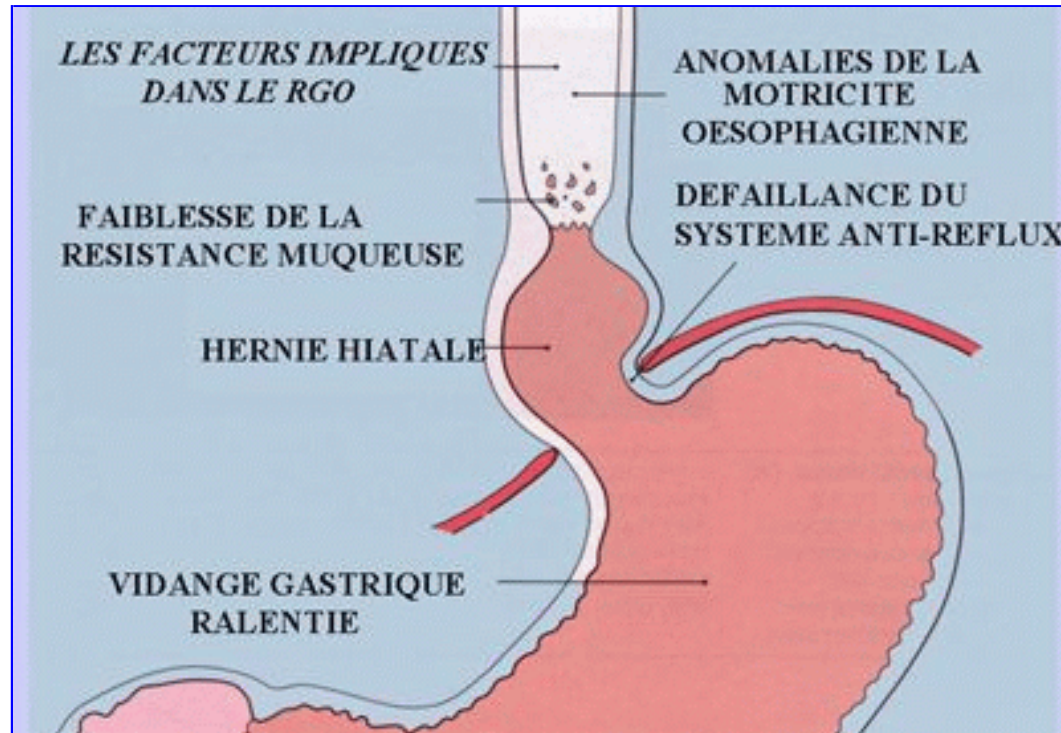 LES FACTEURS IMPLIQUES
DANS LE RGO
ANOMALIES DE LA
MOTRICITE
OESOPHAGIENNE
FAIBLESSE DE LA
RESISTANCE MUQUEUSE
DEFAILLANCE DU
SYSTEME ANTI-REFLUX
HERNIE HIATALE
VIDANGE GASTRIQUE
RALENTIE